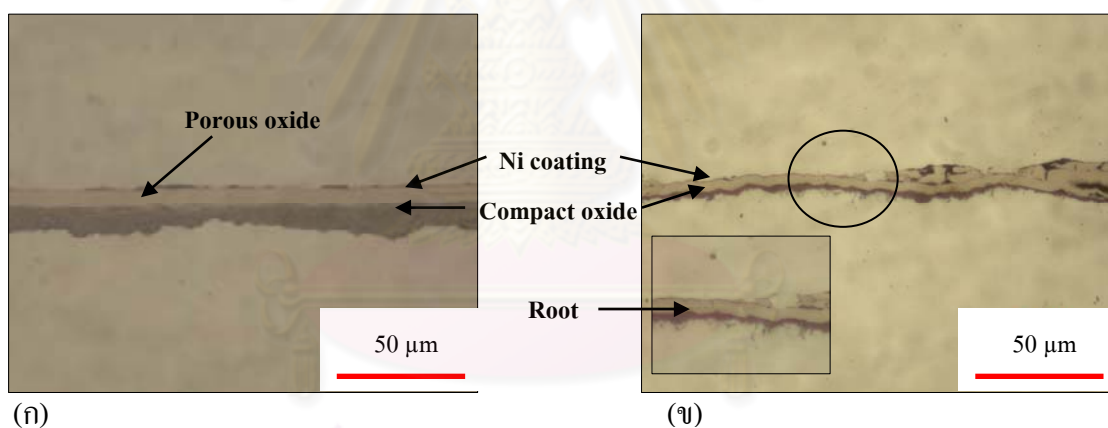 Porous oxide
Ni coating
Compact oxide
Root
50 µm
50 µm
(ก)
(ข)